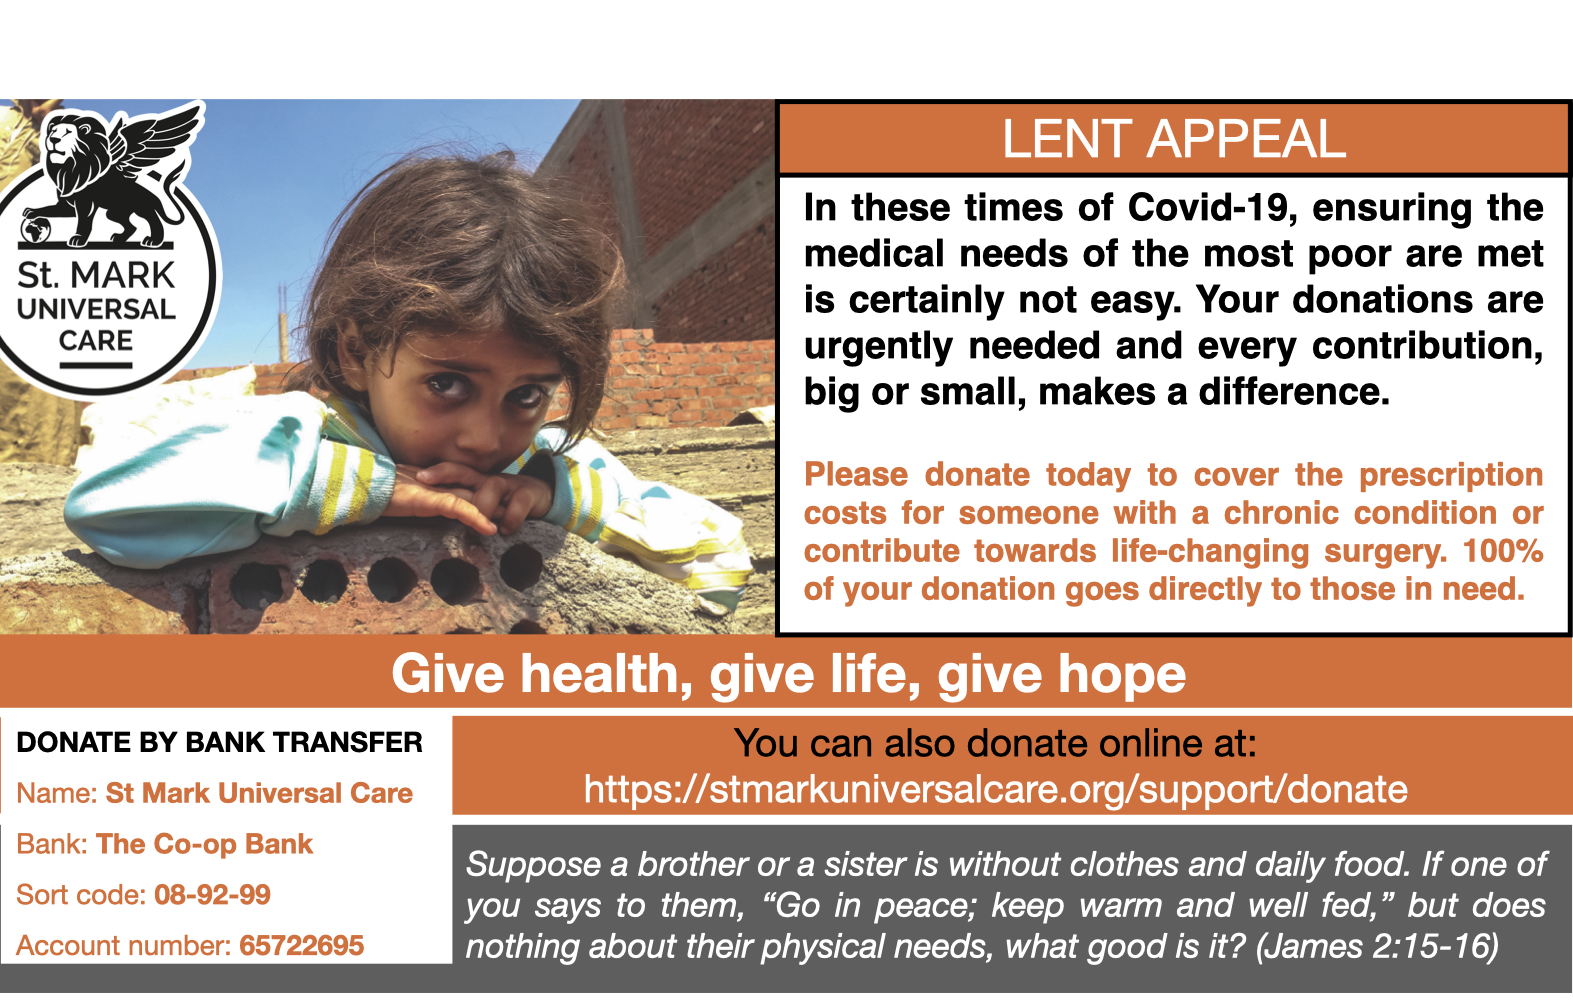 St. MARK
UNIVERSAL
CARE
LENT APPEAL
In these times of Covid-19, ensuring the
medical needs of the most poor are met
is certainly not easy. Your donations are
urgently needed and every contribution,
big or small, makes a difference.
Please donate today to cover the prescription
costs for someone with a chronic condition or
contribute towards life-changing surgery. 100%
of your donation goes directly to those in need.
Give health, give life, give hope
DONATE BY BANK TRANSFER
Name: St Mark Universal Care
Bank: The Co-op Bank
Sort code: 08-92-99
Account number: 65722695
You can also donate online at:
https://stmarkuniversalcare.org/support/donate
Suppose a brother or a sister is without clothes and daily food. If one of
you says to them, “Go in peace; keep warm and well fed,” but does
nothing about their physical needs, what good is it? (James 2:15-16)